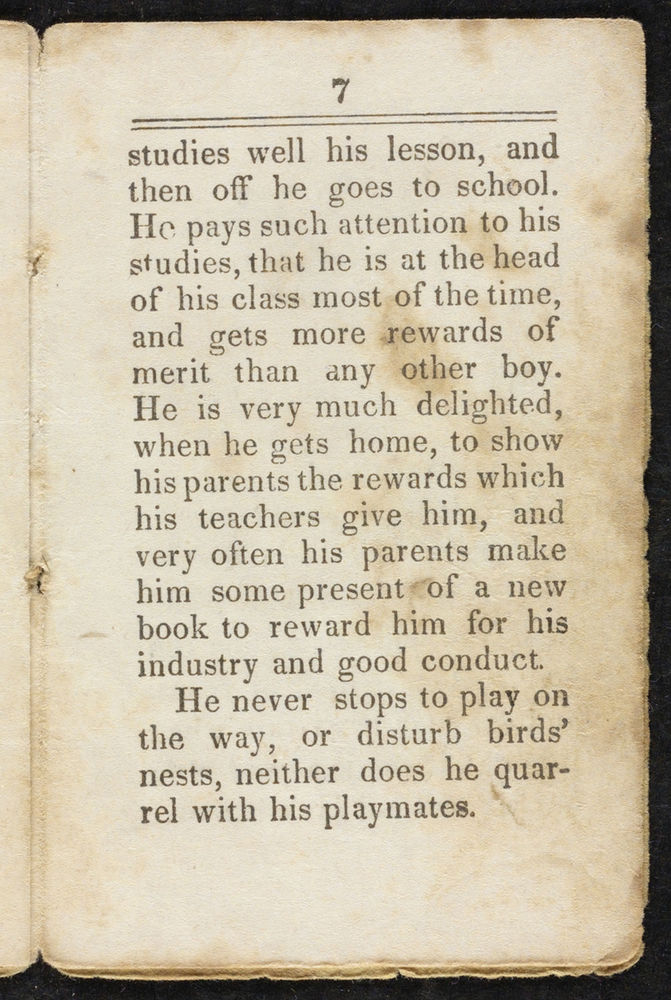 7
studies well his lesson, and
then off he goes to school.
He pays such attention to his
studies, that he is at the head
of his class most of the time,
and gets more rewards of
merit than any other boy.
He is very much delighted,
when he gets home, to show
his parents the rewards which
his teachers give him, and
very often his parents make
him some present of a new
book to reward him for his
industry and good conduct.
He never stops to play on
the way, or disturb birds’
nests, neither does he quar-
rel with his playmates.